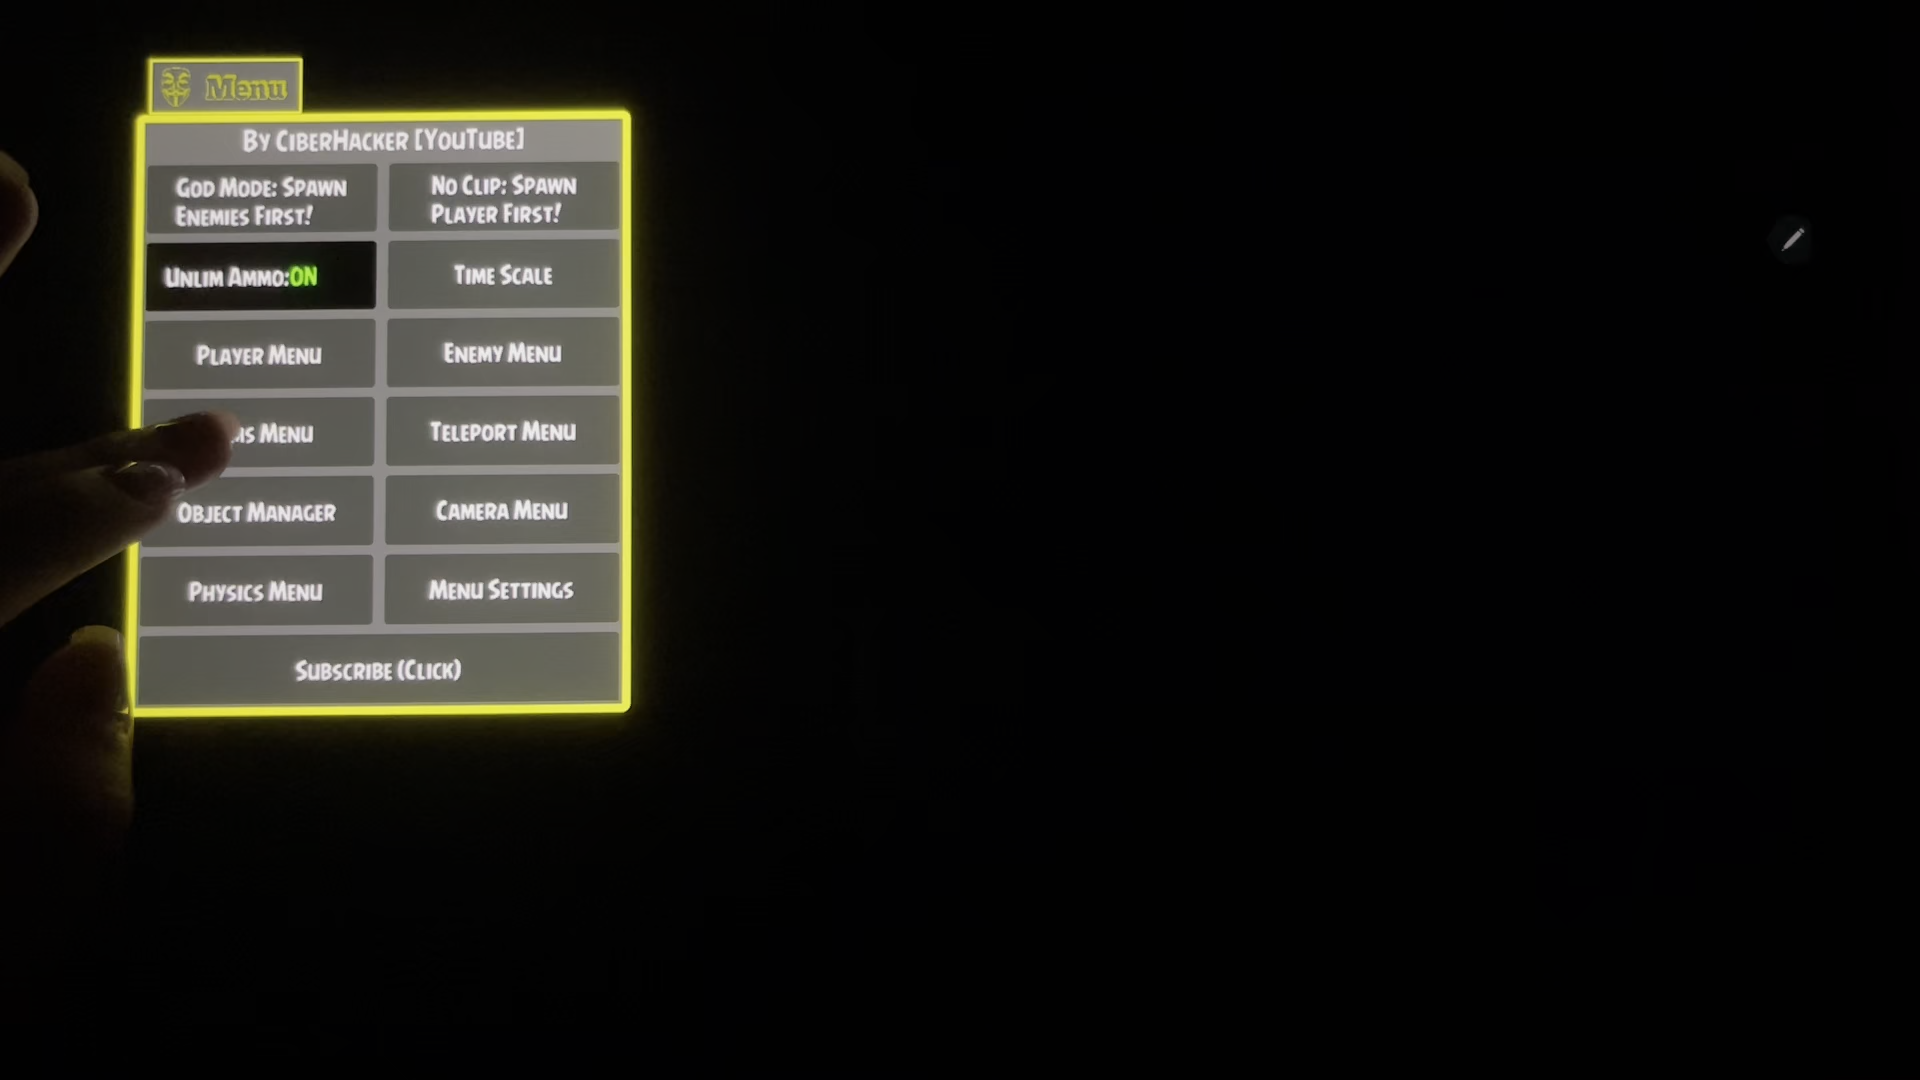 Menu
By CiberHacker [YouTube]
God Mode: Spawn
Enemies First!
No Clip: Spawn
Player First!
Unlim Ammo:ON
Time Scale
Player Menu
Enemy Menu
Menu
Teleport Menu
Object Manager
Camera Menu
Physics Menu
Menu Settings
Subscribe (Click)